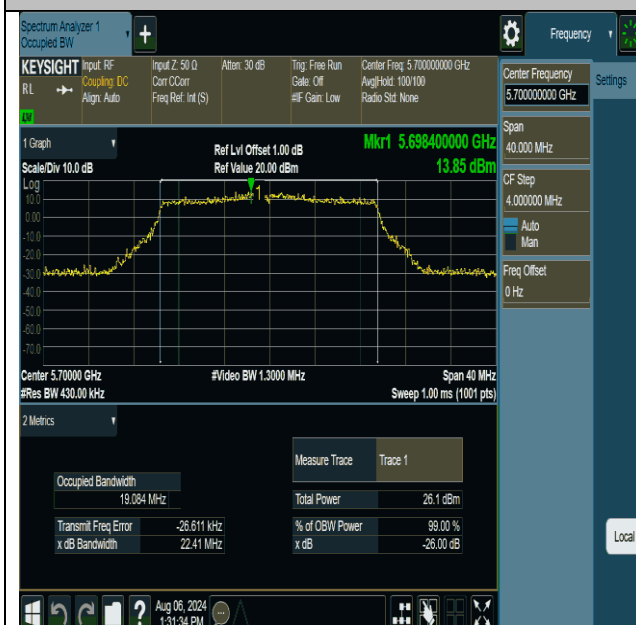 Spectrum Analyzer 1
Occupied BW
Frequency
KEYSIGHT
RL
Input: RF
Coupling: DC
Align: Auto
Input Z: 50 Ω
Corr CCorr
Freq Ref: Int (S)
Atten: 30 dB
Trig: Free Run
Gate: Off
#IF Gain: Low
Center Freq: 5.700000000 GHz
Avg|Hold: 100/100
Radio Std: None
Center Frequency
5.700000000 GHz
Settings
Span
40.000 MHz
CF Step
4.000000 MHz
Auto
Man
Freq Offset
0 Hz
1 Graph
Scale/Div 10.0 dB
Ref Lvl Offset 1.00 dB
Ref Value 20.00 dBm
Mkr1 5.698400000 GHz
13.85 dBm
Log
10.0
0.00
-10.0
-20.0
-30.0
-40.0
-50.0
-60.0
-70.0
1
Center 5.70000 GHz
#Res BW 430.00 kHz
#Video BW 1.3000 MHz
Span 40 MHz
Sweep 1.00 ms (1001 pts)
2 Metrics
Measure Trace
Trace 1
Occupied Bandwidth
19.084 MHz
Total Power
26.1 dBm
Transmit Freq Error
-26.611 kHz
% of OBW Power
99.00 %
x dB Bandwidth
22.41 MHz
x dB
-26.00 dB
Local
?
Aug 06, 2024
1:31:34 PM